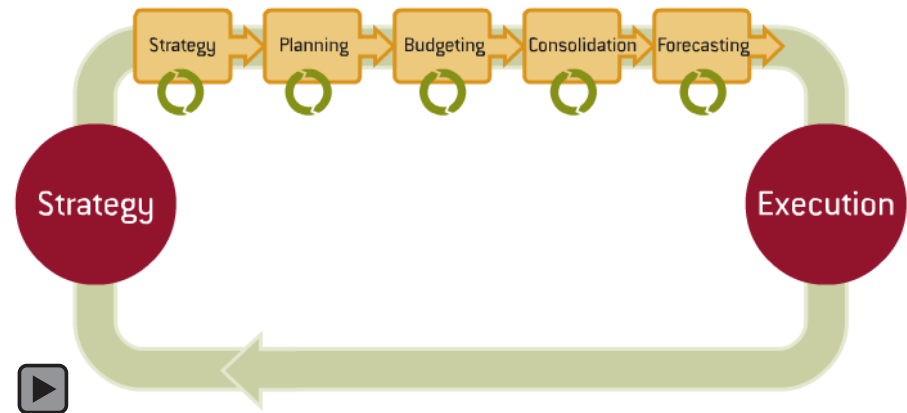 Strategy
Planning
Budgeting
Consolidation
Forecasting
Strategy
Execution